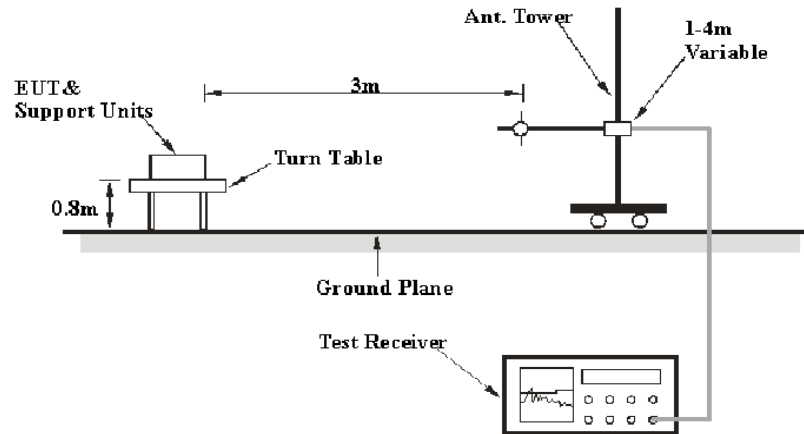 Ant. Tower
1-4m
Variable
EUT&
Support Units
3m
Turn Table
0.8m
Ground Plane
Test Receiver